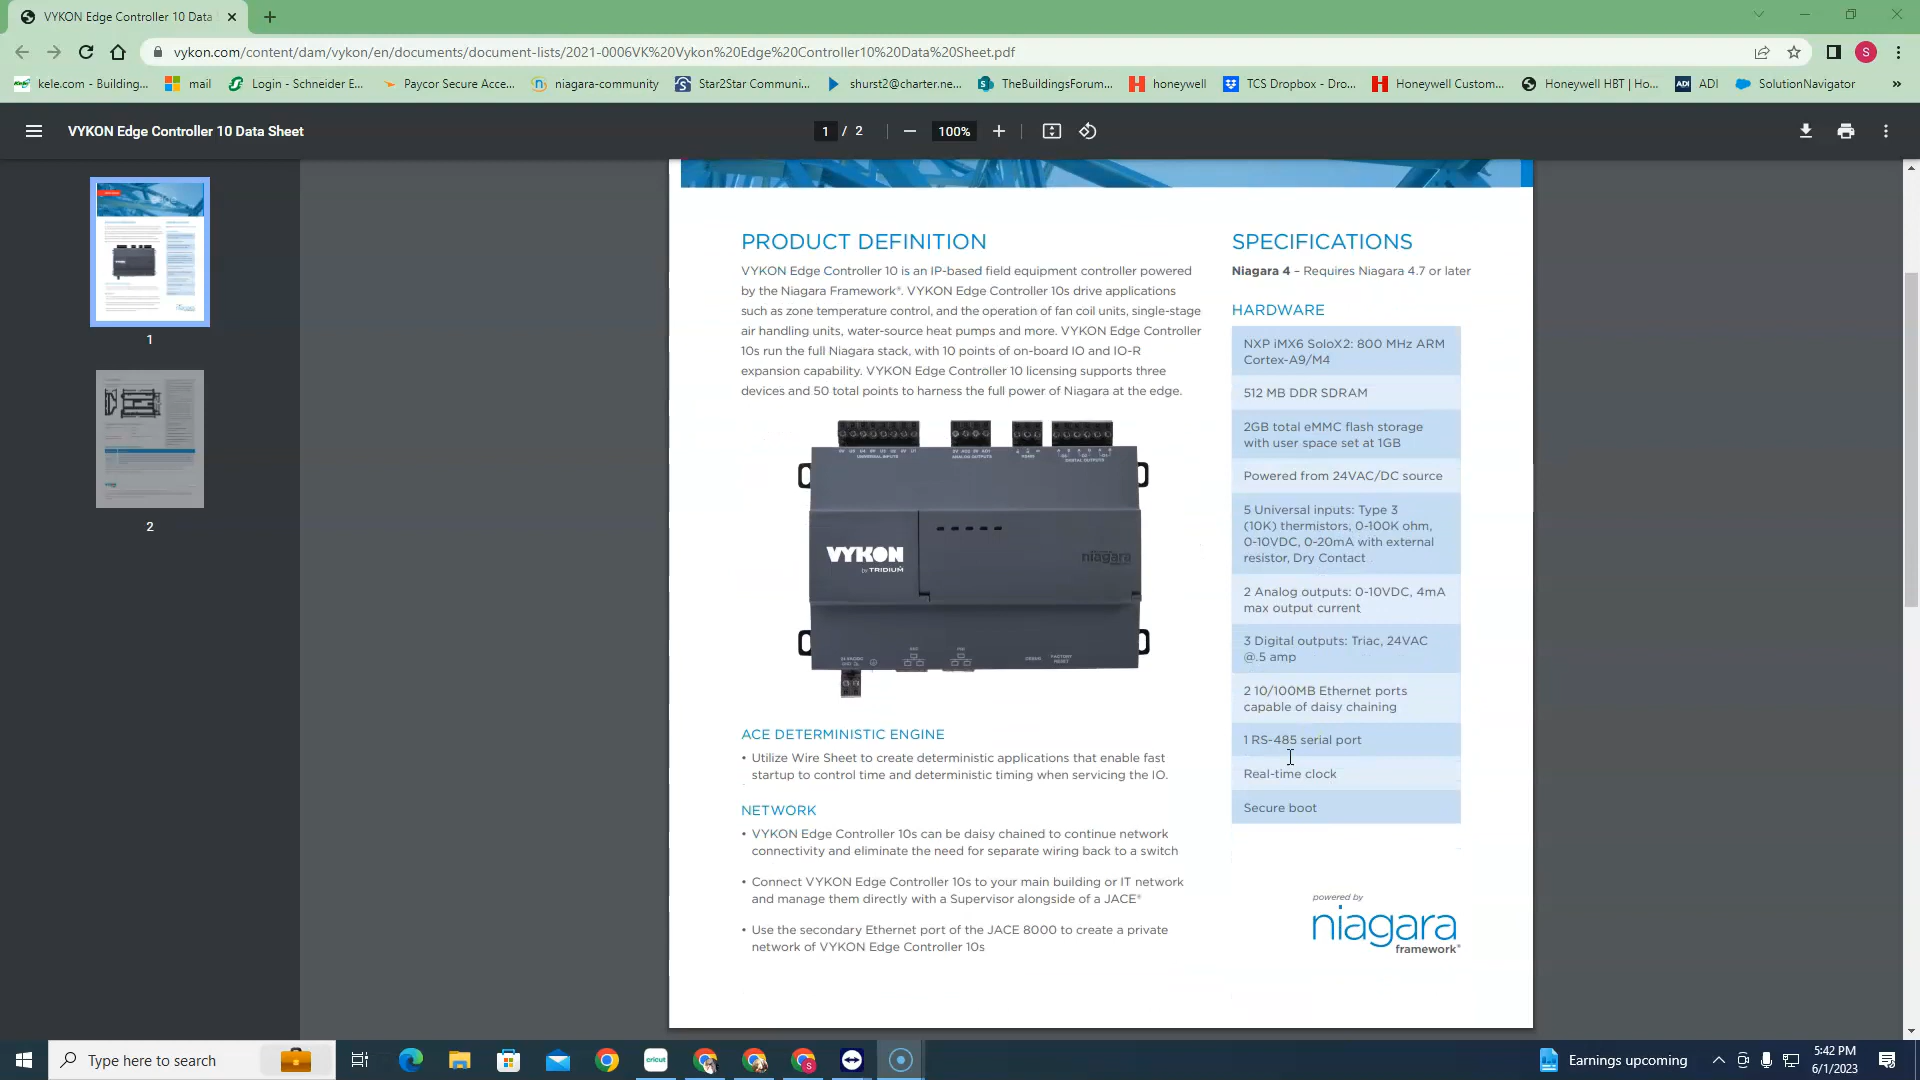 VYKON Edge Controller 10 Data
vykon.com/content/dam/vykon/en/documents/document-lists/2021-0006VK%20Vykon%20Edge%20Controller10%20Data%20Sheet.pdf
S
kele.com - Building...
mail
Login - Schneider E...
Paycor Secure Acce...
niagara-community
Star2Star Communi...
shurst2@charter.ne...
TheBuildingsForum...
honeywell
TCS Dropbox - Dro...
Honeywell Custom...
Honeywell HBT | Ho...
ADI
SolutionNavigator
»
VYKON Edge Controller 10 Data Sheet
1 / 2
100%
1
2
PRODUCT DEFINITION
VYKON Edge Controller 10 is an IP-based field equipment controller powered
by the Niagara Framework®. VYKON Edge Controller 10s drive applications
such as zone temperature control, and the operation of fan coil units, single-stage
air handling units, water-source heat pumps and more. VYKON Edge Controller
10s run the full Niagara stack, with 10 points of on-board IO and IO-R
expansion capability. VYKON Edge Controller 10 licensing supports three
devices and 50 total points to harness the full power of Niagara at the edge.
UNIVERSAL INPUTS
ANALOG OUTPUTS
RS485
DIGITAL OUTPUTS
VYKON
by TRIDIUM
niagara
24 VAC/DC
FACTORY
RESET
ACE DETERMINISTIC ENGINE
• Utilize Wire Sheet to create deterministic applications that enable fast
startup to control time and deterministic timing when servicing the IO.
NETWORK
• VYKON Edge Controller 10s can be daisy chained to continue network
connectivity and eliminate the need for separate wiring back to a switch
• Connect VYKON Edge Controller 10s to your main building or IT network
and manage them directly with a Supervisor alongside of a JACE®
• Use the secondary Ethernet port of the JACE 8000 to create a private
network of VYKON Edge Controller 10s
SPECIFICATIONS
Niagara 4 – Requires Niagara 4.7 or later
HARDWARE
NXP iMX6 SoloX2: 800 MHz ARM
Cortex-A9/M4
512 MB DDR SDRAM
2GB total eMMC flash storage
with user space set at 1GB
Powered from 24VAC/DC source
5 Universal inputs: Type 3
(10K) thermistors, 0-100K ohm,
0-10VDC, 0-20mA with external
resistor, Dry Contact
2 Analog outputs: 0-10VDC, 4mA
max output current
3 Digital outputs: Triac, 24VAC
@.5 amp
2 10/100MB Ethernet ports
capable of daisy chaining
1 RS-485 serial port
Real-time clock
Secure boot
powered by
niagara
framework®
Type here to search
cricut
Earnings upcoming
5:42 PM
6/1/2023